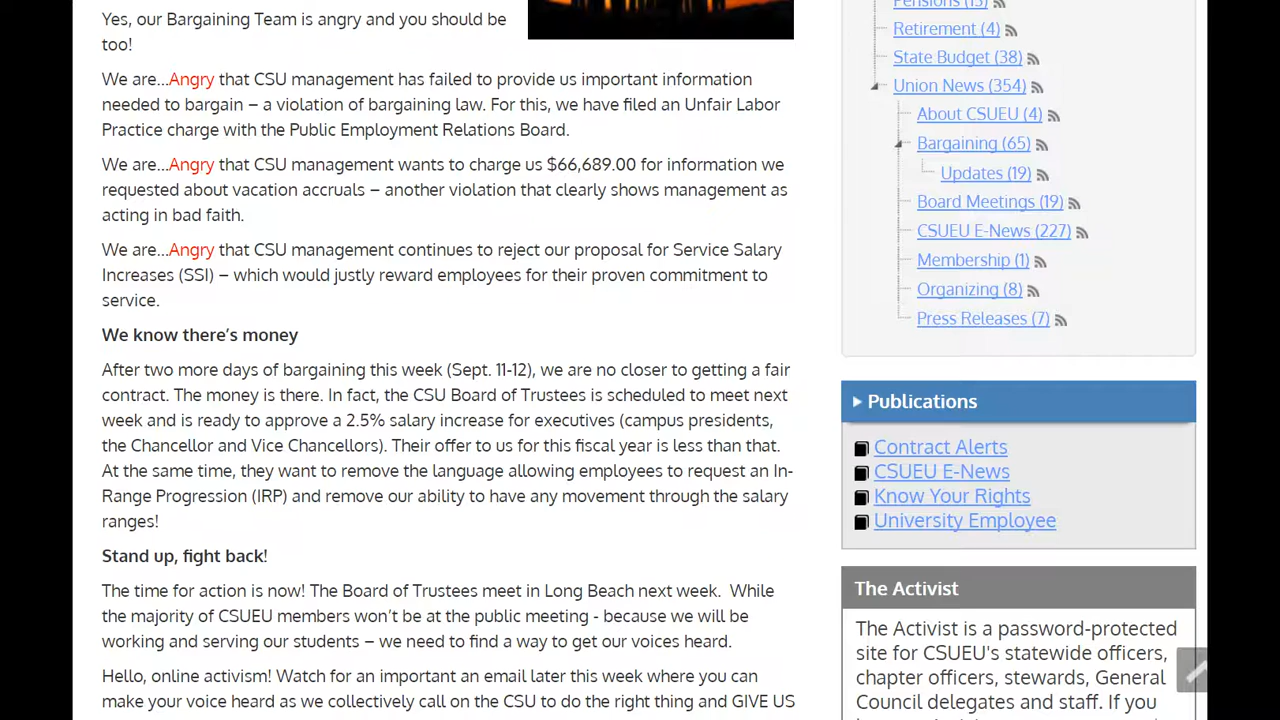 Yes, our Bargaining Team is angry and you should be
too!
We are...Angry that CSU management has failed to provide us important information
needed to bargain – a violation of bargaining law. For this, we have filed an Unfair Labor
Practice charge with the Public Employment Relations Board.
We are...Angry that CSU management wants to charge us $66,689.00 for information we
requested about vacation accruals – another violation that clearly shows management as
acting in bad faith.
We are...Angry that CSU management continues to reject our proposal for Service Salary
Increases (SSI) – which would justly reward employees for their proven commitment to
service.
We know there's money
After two more days of bargaining this week (Sept. 11-12), we are no closer to getting a fair
contract. The money is there. In fact, the CSU Board of Trustees is scheduled to meet next
week and is ready to approve a 2.5% salary increase for executives (campus presidents,
the Chancellor and Vice Chancellors). Their offer to us for this fiscal year is less than that.
At the same time, they want to remove the language allowing employees to request an In-
Range Progression (IRP) and remove our ability to have any movement through the salary
ranges!
Stand up, fight back!
The time for action is now! The Board of Trustees meet in Long Beach next week. While
the majority of CSUEU members won't be at the public meeting - because we will be
working and serving our students – we need to find a way to get our voices heard.
Hello, online activism! Watch for an important an email later this week where you can
make your voice heard as we collectively call on the CSU to do the right thing and GIVE US
Pensions (15)
Retirement (4)
State Budget (38)
Union News (354)
About CSUEU (4)
Bargaining (65)
Updates (19)
Board Meetings (19)
CSUEU E-News (227)
Membership (1)
Organizing (8)
Press Releases (7)
Publications
Contract Alerts
CSUEU E-News
Know Your Rights
University Employee
The Activist
The Activist is a password-protected
site for CSUEU's statewide officers,
chapter officers, stewards, General
Council delegates and staff. If you